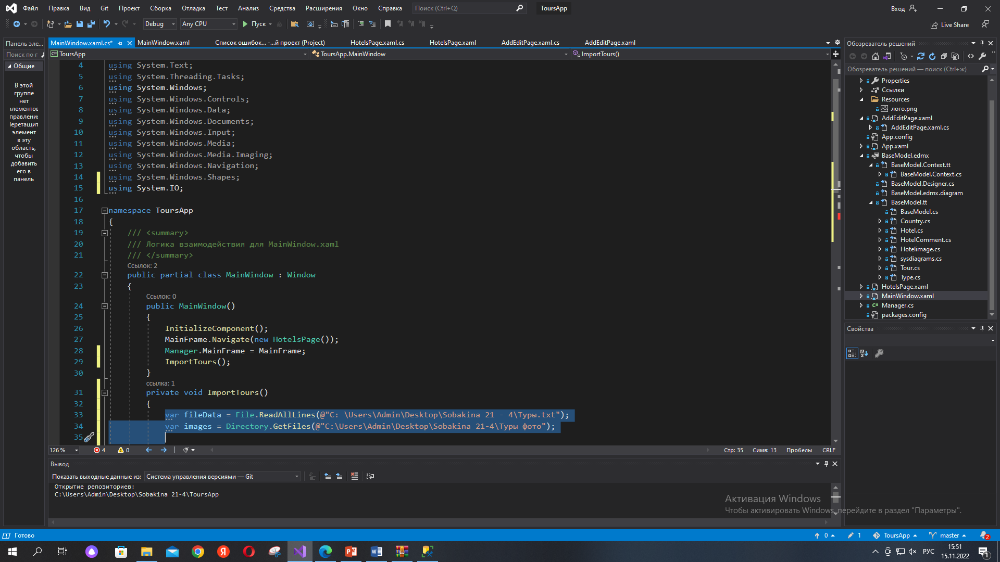 Файл Правка Вид Git Проект Сборка Отладка Тест Анализ Средства Расширения Окно Справка Поиск (Ctrl+Q) ToursApp Вход
Debug Any CPU Пуск Live Share
Панель эле...
Поиск по г
Общие
В этой
группе
нет
элементов
элемент
в эту
область,
чтобы
добавить
его в
панель
MainWindow.xaml.cs* MainWindow.xaml Список ошибок... -...й проект (Project) HotelsPage.xaml.cs HotelsPage.xaml AddEditPage.xaml.cs AddEditPage.xaml
ToursApp ToursApp.MainWindow ImportTours()
4 using System.Text;
5 using System.Threading.Tasks;
6 using System.Windows;
7 using System.Windows.Controls;
8 using System.Windows.Data;
9 using System.Windows.Documents;
10 using System.Windows.Input;
11 using System.Windows.Media;
12 using System.Windows.Media.Imaging;
13 using System.Windows.Navigation;
14 using System.Windows.Shapes;
15 using System.IO;
16
17 namespace ToursApp
18 {
19 /// <summary>
20 /// Логика взаимодействия для MainWindow.xaml
21 /// </summary>
Ссылок: 2
22 public partial class MainWindow : Window
23 {
Ссылок: 0
24 public MainWindow()
25 {
26 InitializeComponent();
27 MainFrame.Navigate(new HotelsPage());
28 Manager.MainFrame = MainFrame;
29 ImportTours();
30 }
ссылка: 1
31 private void ImportTours()
32 {
33 var fileData = File.ReadAllLines(@"C: \Users\Admin\Desktop\Sobakina 21 - 4\Туры.txt");
34 var images = Directory.GetFiles(@"C:\Users\Admin\Desktop\Sobakina 21-4\Туры фото");
35
126 % 4 0 Стр: 35 Симв: 13 Пробелы CRLF
Вывод
Показать выходные данные из: Система управления версиями — Git
Открытие репозиториев:
C:\Users\Admin\Desktop\Sobakina 21-4\ToursApp
Обозреватель решений
Обозреватель решений — поиск (Ctrl+ж)
Properties
Ссылки
Resources
лого.png
AddEditPage.xaml
AddEditPage.xaml.cs
App.config
App.xaml
BaseModel.edmx
BaseModel.Context.tt
BaseModel.Context.cs
BaseModel.Designer.cs
BaseModel.edmx.diagram
BaseModel.tt
BaseModel.cs
Country.cs
Hotel.cs
HotelComment.cs
HotelImage.cs
sysdiagrams.cs
Tour.cs
Type.cs
HotelsPage.xaml
MainWindow.xaml
Manager.cs
packages.config
Свойства
Активация Windows
Чтобы активировать Windows, перейдите в раздел "Параметры".
Готово 0 1 ToursApp master 2
РУС 15:51
15.11.2022 1